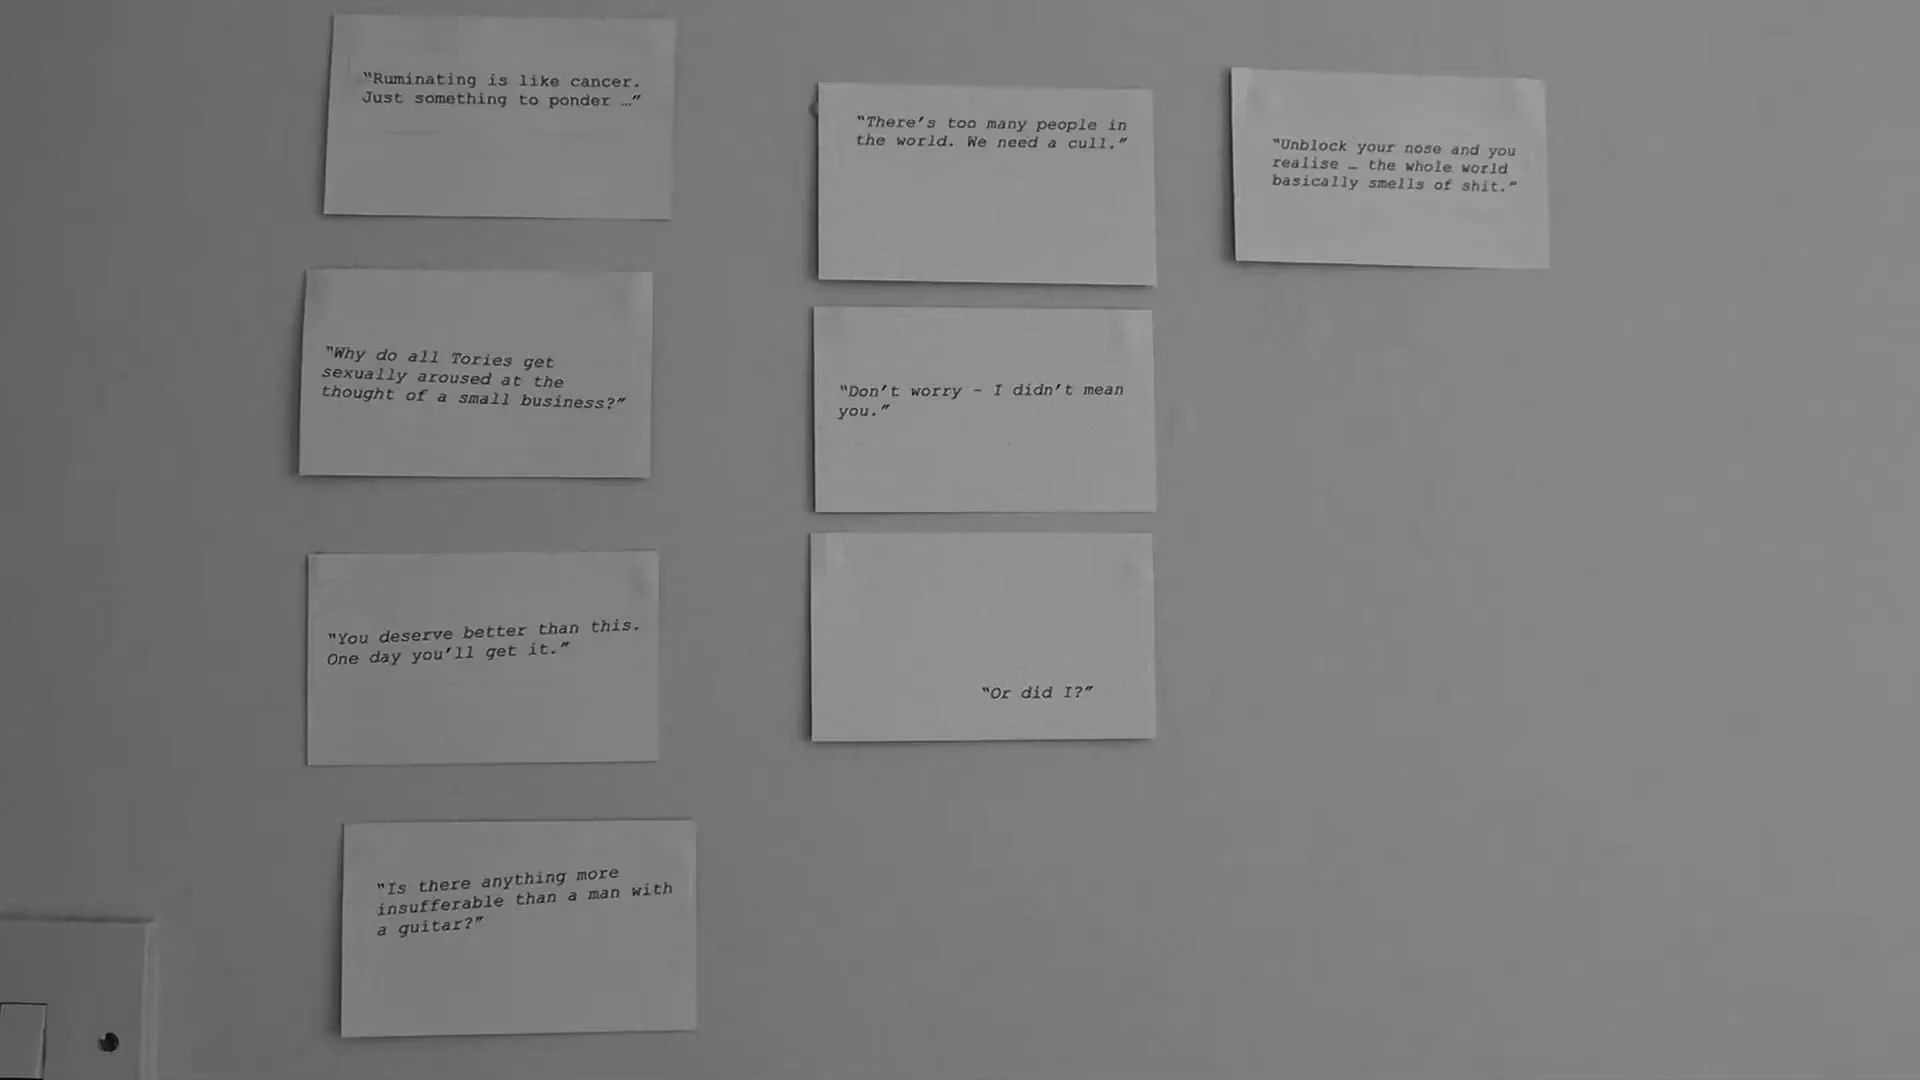 “Ruminating is like cancer.
Just something to ponder …”
“Why do all Tories get
sexually aroused at the
thought of a small business?”
“You deserve better than this.
One day you’ll get it.”
“Is there anything more
insufferable than a man with
a guitar?”
“There’s too many people in
the world. We need a cull.”
“Don’t worry – I didn’t mean
you.”
“Or did I?”
“Unblock your nose and you
realise … the whole world
basically smells of shit.”